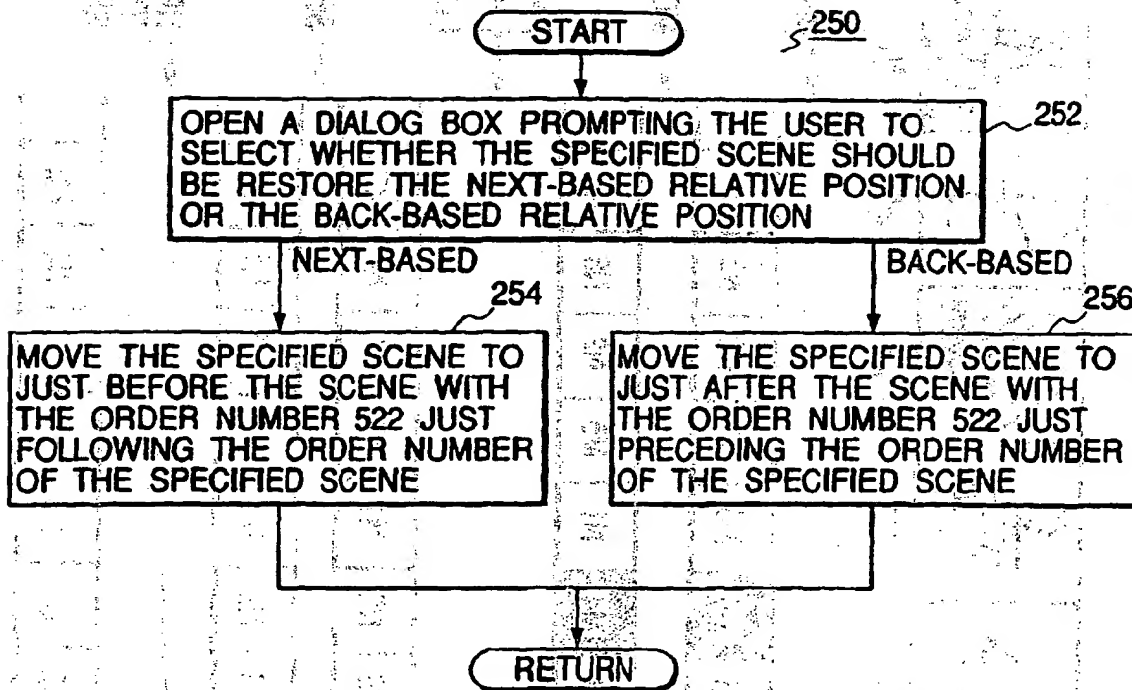 START
250
OPEN A DIALOG BOX PROMPTING THE USER TO
SELECT WHETHER THE SPECIFIED SCENE SHOULD
BE RESTORE THE NEXT-BASED RELATIVE POSITION
OR THE BACK-BASED RELATIVE POSITION
252
NEXT-BASED
BACK-BASED
254
MOVE THE SPECIFIED SCENE TO
JUST BEFORE THE SCENE WITH
THE ORDER NUMBER 522 JUST
FOLLOWING THE ORDER NUMBER
OF THE SPECIFIED SCENE
256
MOVE THE SPECIFIED SCENE TO
JUST AFTER THE SCENE WITH
THE ORDER NUMBER 522 JUST
PRECEDING THE ORDER NUMBER
OF THE SPECIFIED SCENE
RETURN